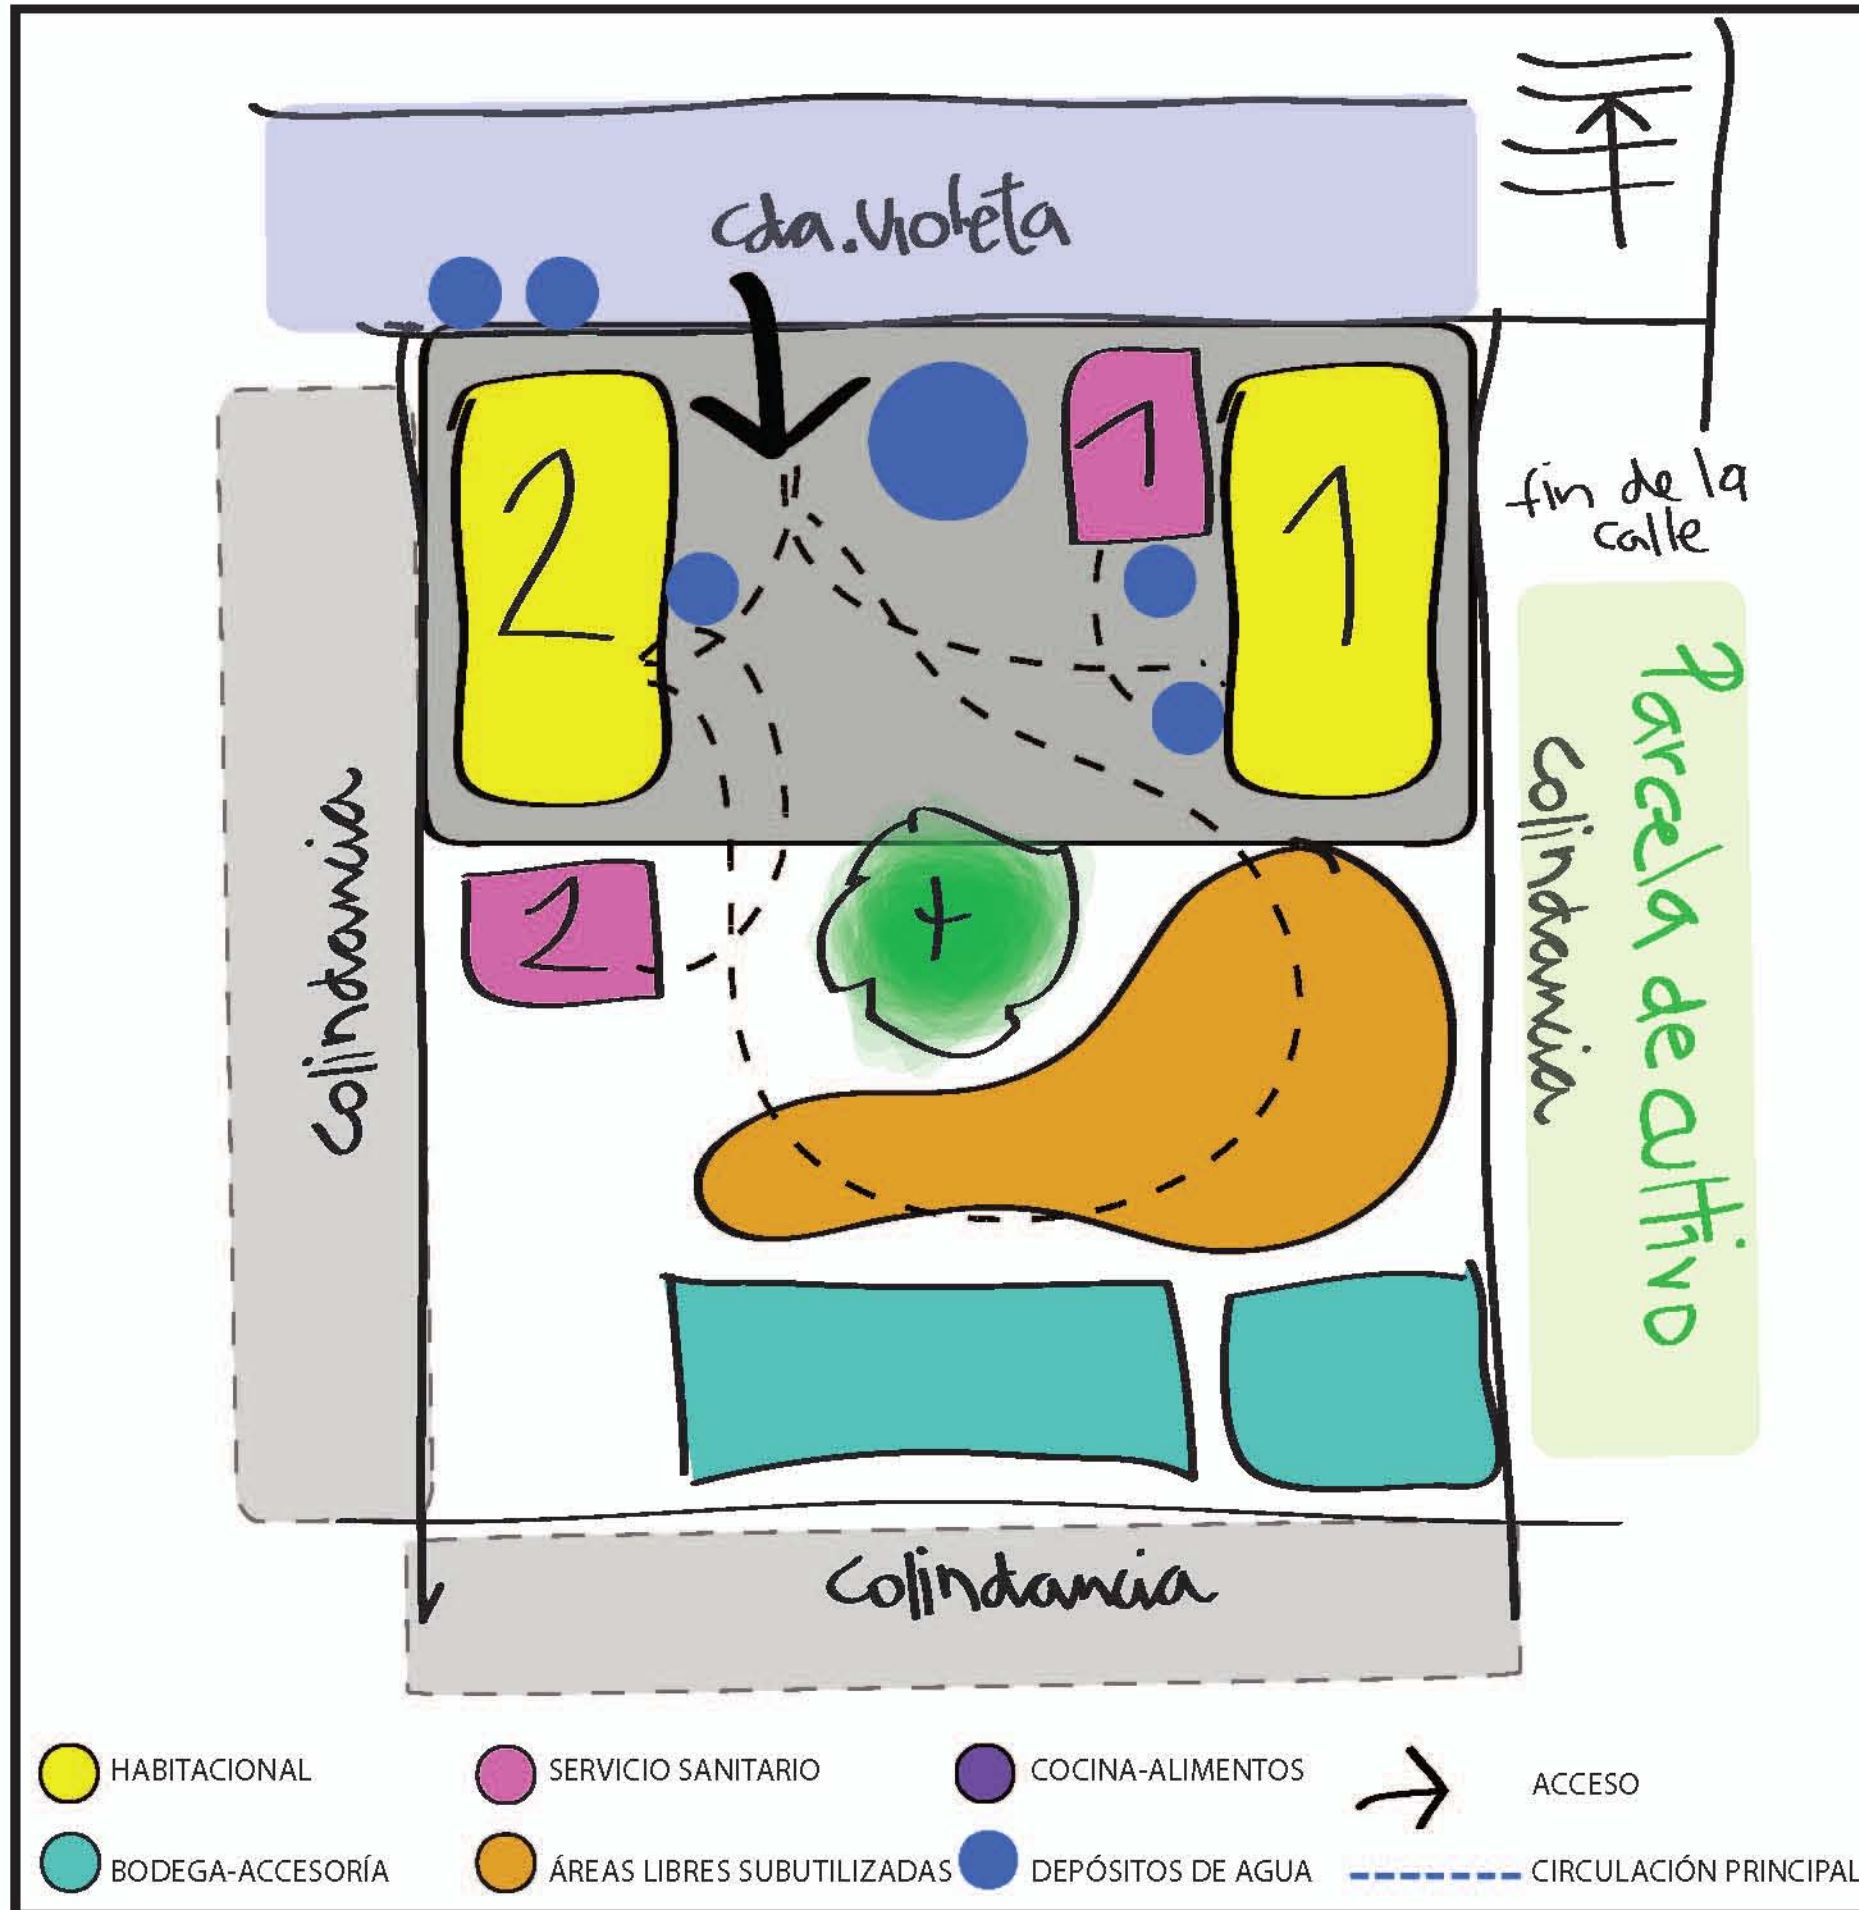 Cda.Violeta
2
1
1
fin de la
calle
2
Colindancia
Colindancia
Parcela de cultivo
Colindancia
HABITACIONAL
SERVICIO SANITARIO
COCINA-ALIMENTOS
ACCESO
BODEGA-ACCESORÍA
ÁREAS LIBRES SUBUTILIZADAS
DEPÓSITOS DE AGUA
CIRCULACIÓN PRINCIPAL